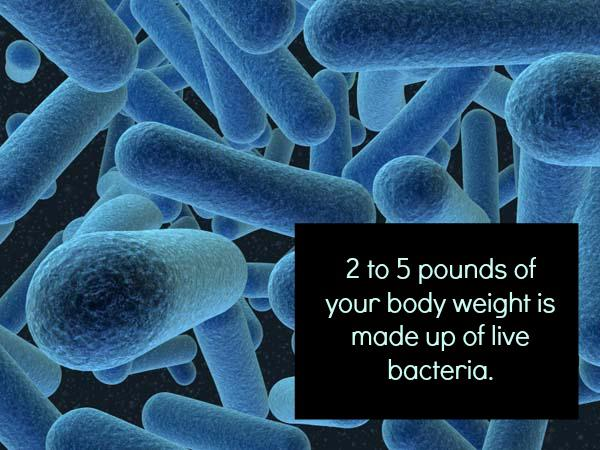 2 to 5 pounds of
your body weight is
made up of live
bacteria.